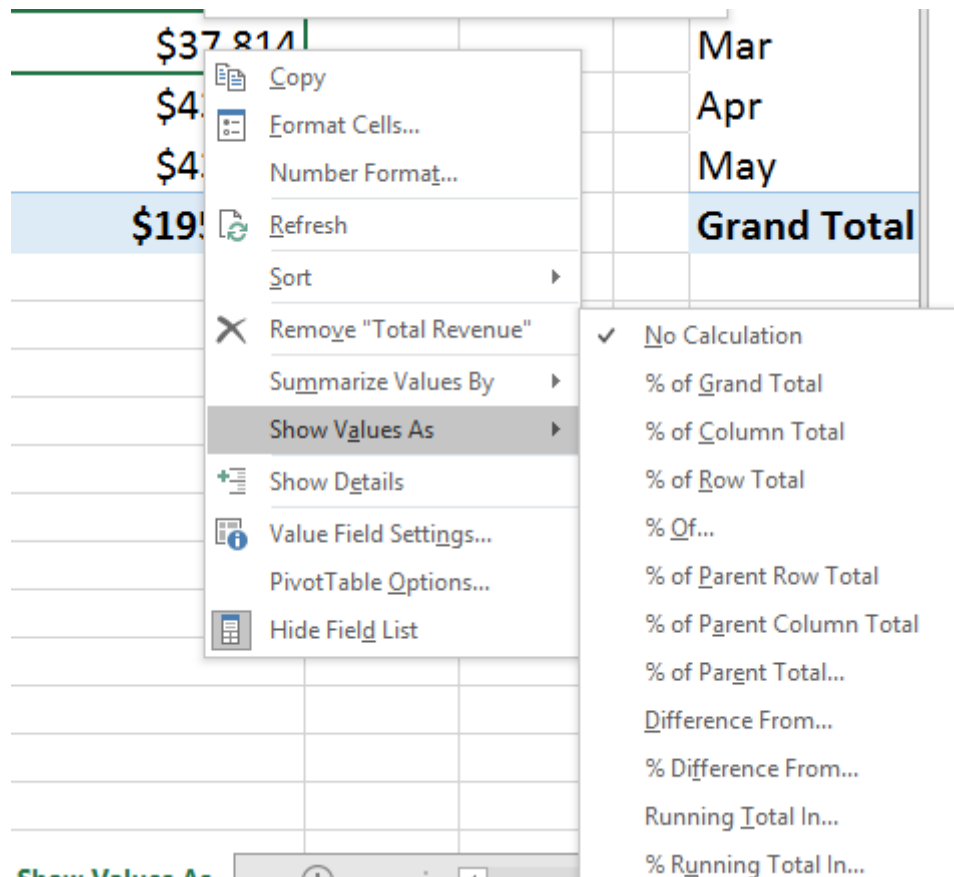 $37,814
Mar
Apr
May
Grand Total
Copy
Format Cells...
Number Format...
Refresh
Sort
Remove "Total Revenue"
Summarize Values By
Show Values As
Show Details
Value Field Settings...
PivotTable Options...
Hide Field List
No Calculation
% of Grand Total
% of Column Total
% of Row Total
% Of...
% of Parent Row Total
% of Parent Column Total
% of Parent Total...
Difference From...
% Difference From...
Running Total In...
% Running Total In...
Show Values As